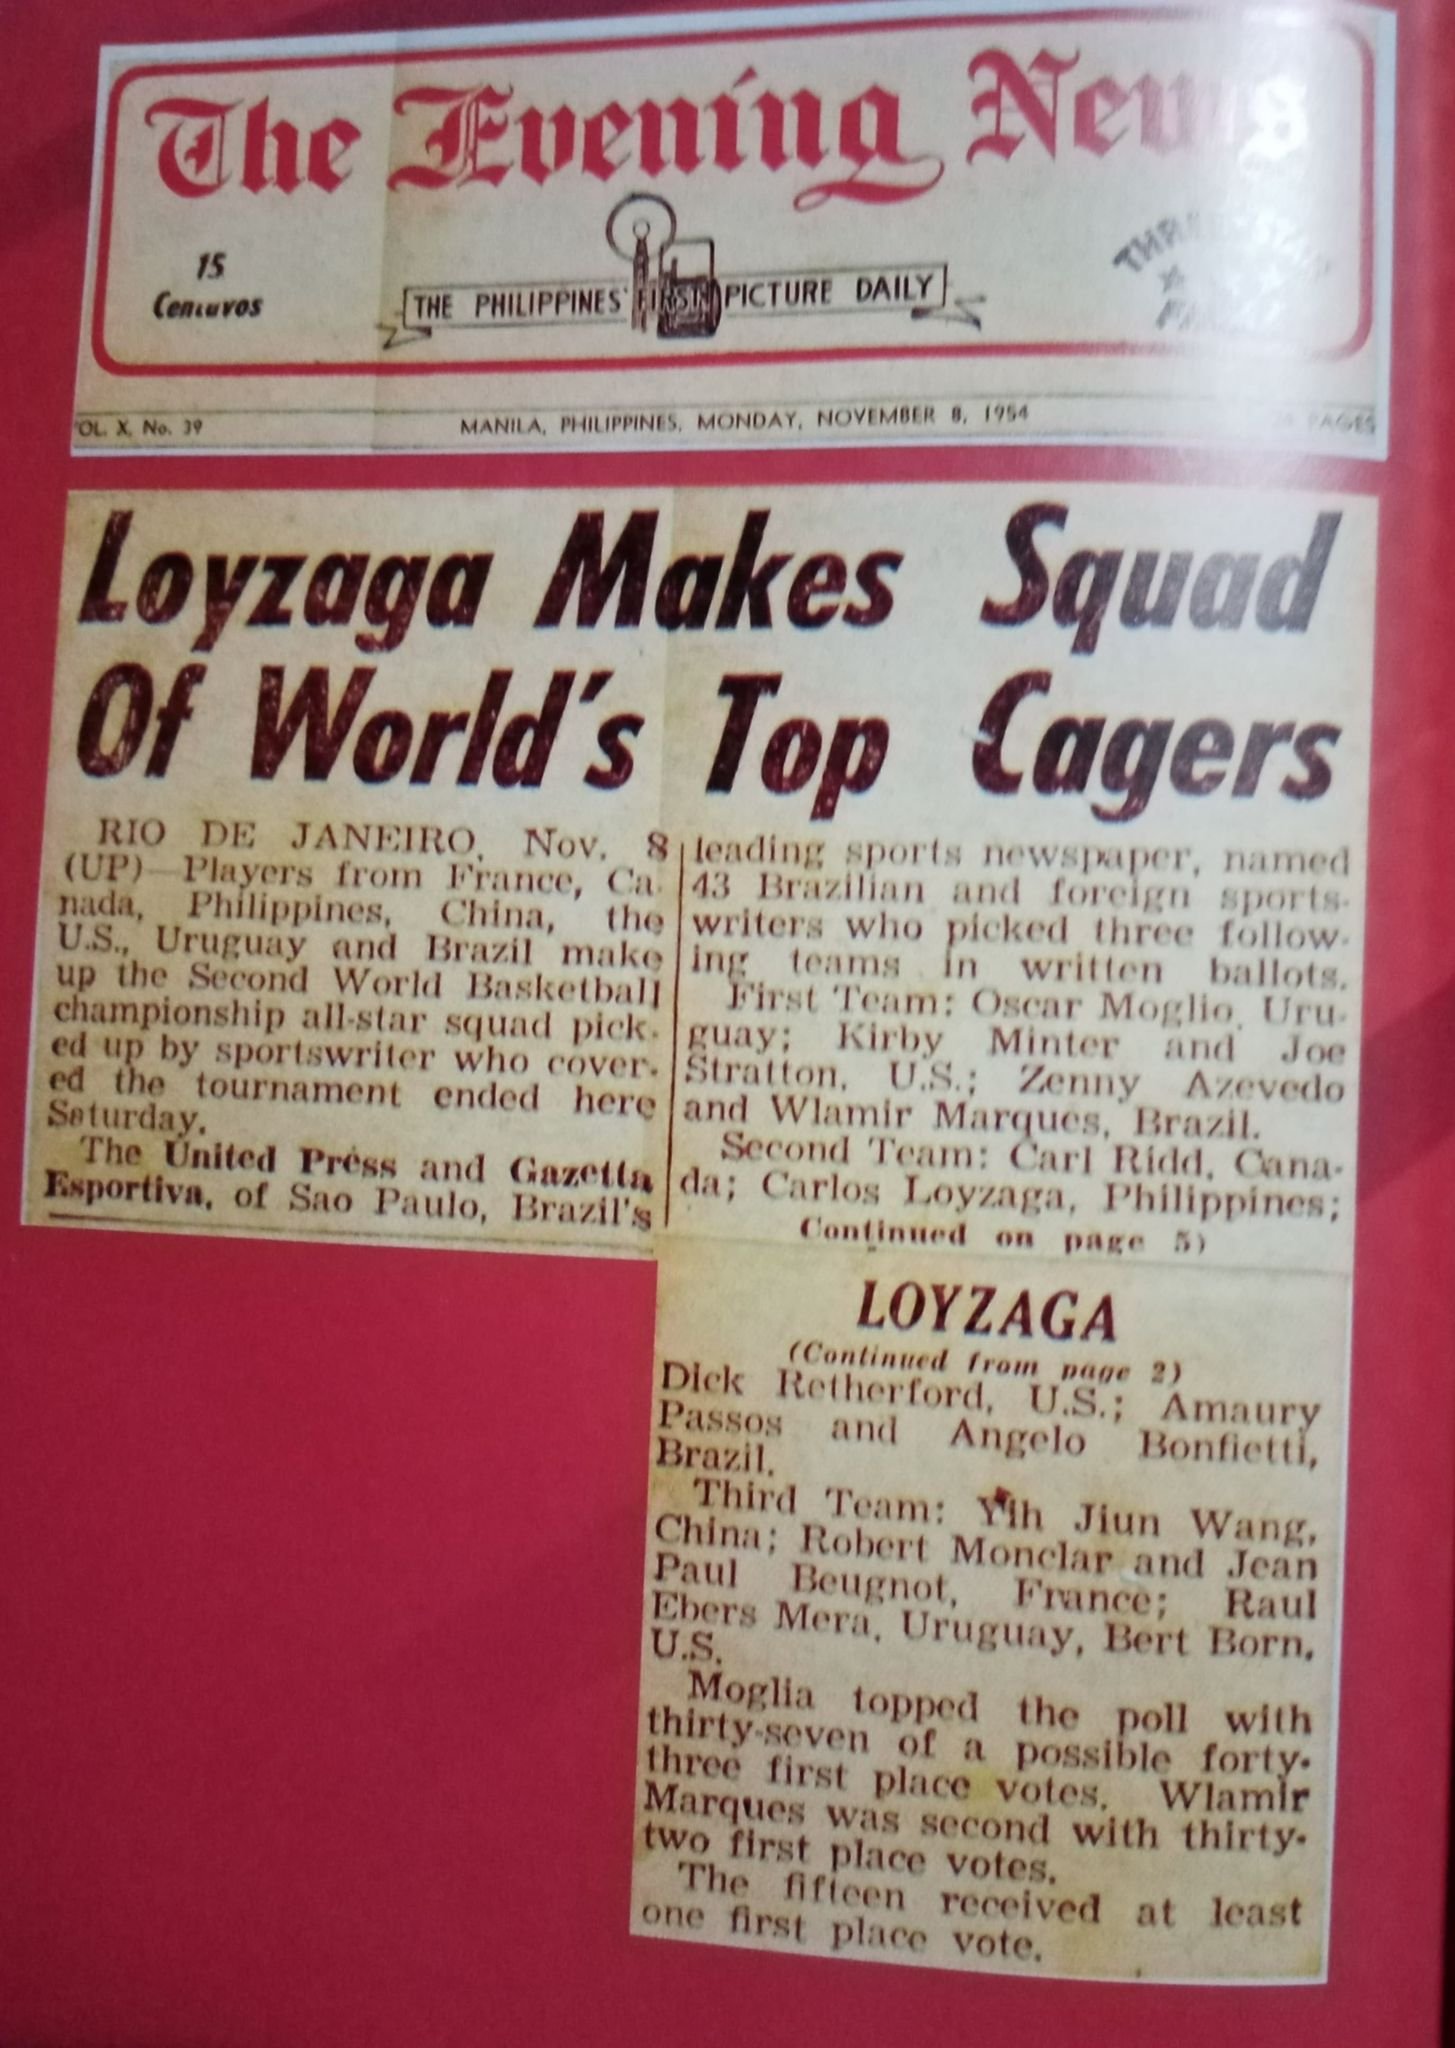 The Evening News
15
Centavos
THE PHILIPPINES' FIRST PICTURE DAILY
OL. X, No. 39
MANILA, PHILIPPINES, MONDAY, NOVEMBER 8, 1954
PAGES
Loyzaga Makes Squad
Of World's Top Cagers
RIO DE JANEIRO, Nov. 8
(UP)—Players from France, Ca-
nada, Philippines, China, the
U.S., Uruguay and Brazil make
up the Second World Basketball
championship all-star squad pick-
ed up by sportswriter who cover-
ed the tournament ended here
Saturday.
The United Press and Gazetta
Esportiva, of Sao Paulo, Brazil's
leading sports newspaper, named
43 Brazilian and foreign sports-
writers who picked three follow-
ing teams in written ballots.
First Team: Oscar Moglio, Uru-
guay; Kirby Minter and Joe
Stratton, U.S.; Zenny Azevedo
and Wlamir Marques, Brazil.
Second Team: Carl Ridd, Cana-
da; Carlos Loyzaga, Philippines;
Continued on page 5)
LOYZAGA
(Continued from page 2)
Dick Retherford, U.S.; Amaury
Passos and Angelo Bonfietti,
Brazil.
Third Team: Yih Jiun Wang,
China; Robert Monclar and Jean
Paul Beugnot, France; Raul
Ebers Mera, Uruguay, Bert Born,
U.S.
Moglia topped the poll with
thirty-seven of a possible forty-
three first place votes. Wlamir
Marques was second with thirty-
two first place votes.
The fifteen received at least
one first place vote.